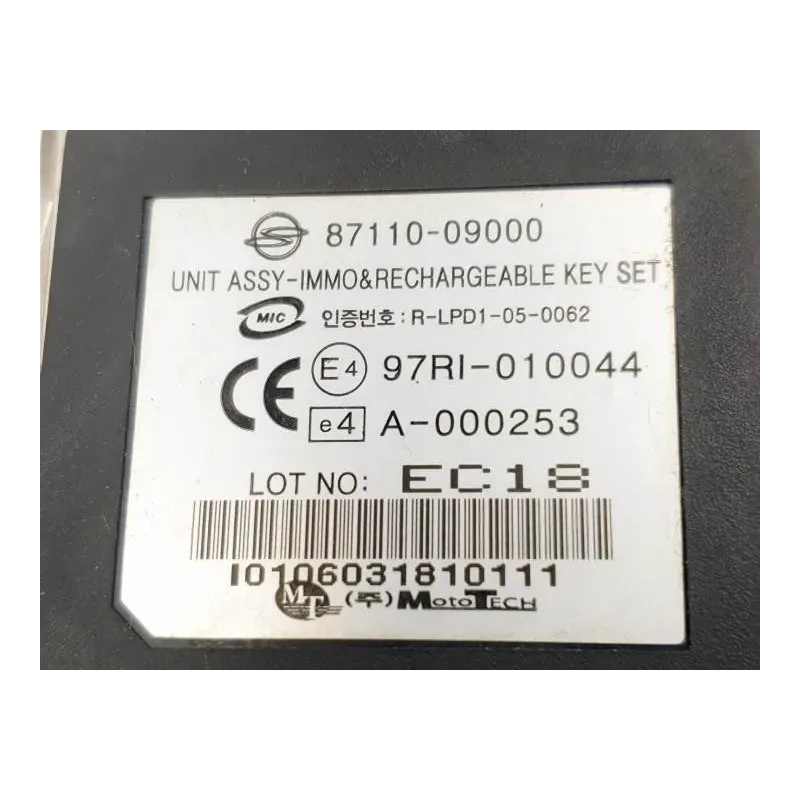 87110-09000
UNIT ASSY-IMMO&RECHARGEABLE KEY SET
MIC 인증번호: R-LPD1-05-0062
CE E4 97RI-010044
e4 A-000253
LOT NO: EC18
I0106031810111
MT (주)MotoTech